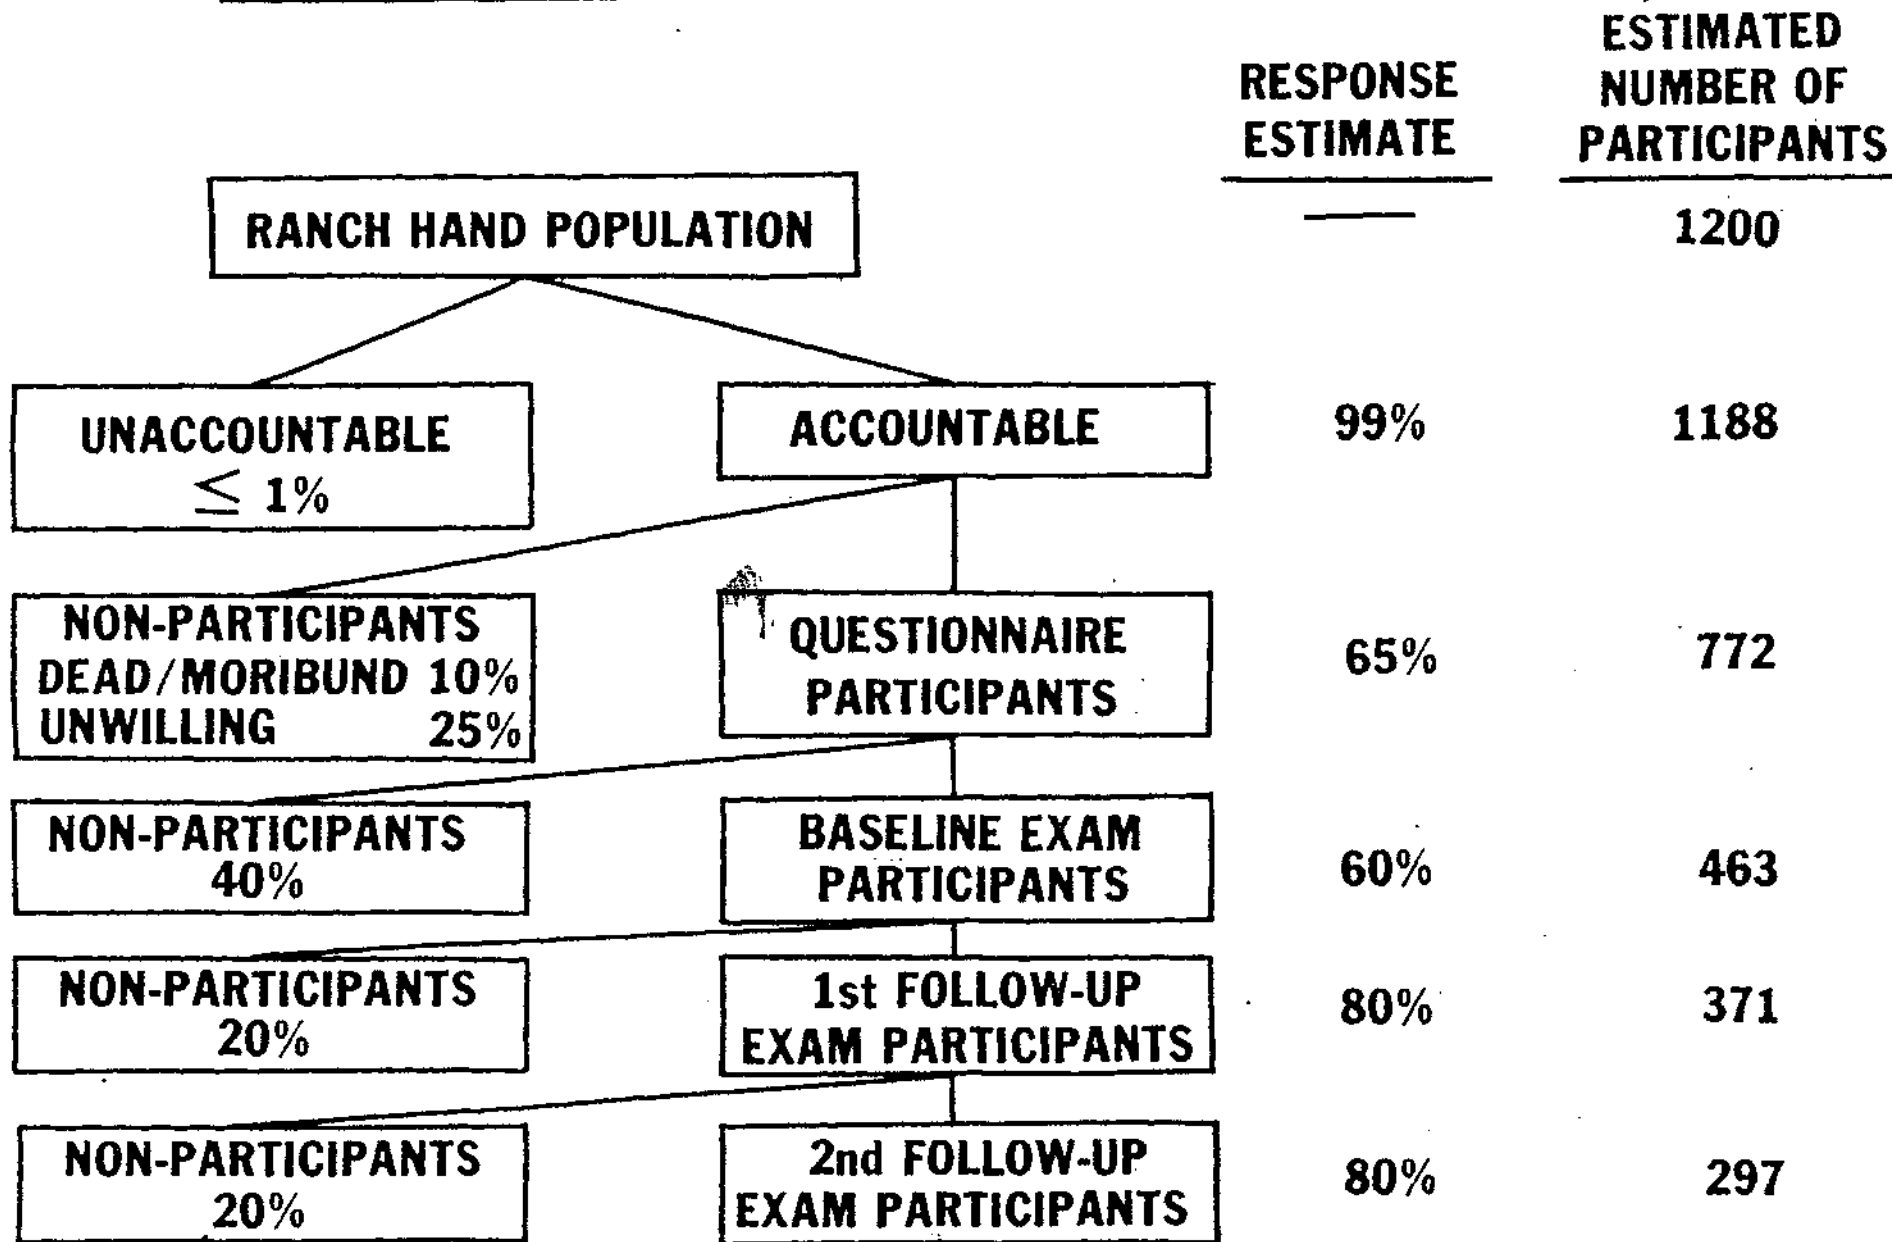 RESPONSE
ESTIMATE
ESTIMATED
NUMBER OF
PARTICIPANTS
RANCH HAND POPULATION
—
1200
UNACCOUNTABLE
≤ 1%
ACCOUNTABLE
99%
1188
NON-PARTICIPANTS
DEAD/MORIBUND 10%
UNWILLING 25%
QUESTIONNAIRE
PARTICIPANTS
65%
772
NON-PARTICIPANTS
40%
BASELINE EXAM
PARTICIPANTS
60%
463
NON-PARTICIPANTS
20%
1st FOLLOW-UP
EXAM PARTICIPANTS
80%
371
NON-PARTICIPANTS
20%
2nd FOLLOW-UP
EXAM PARTICIPANTS
80%
297